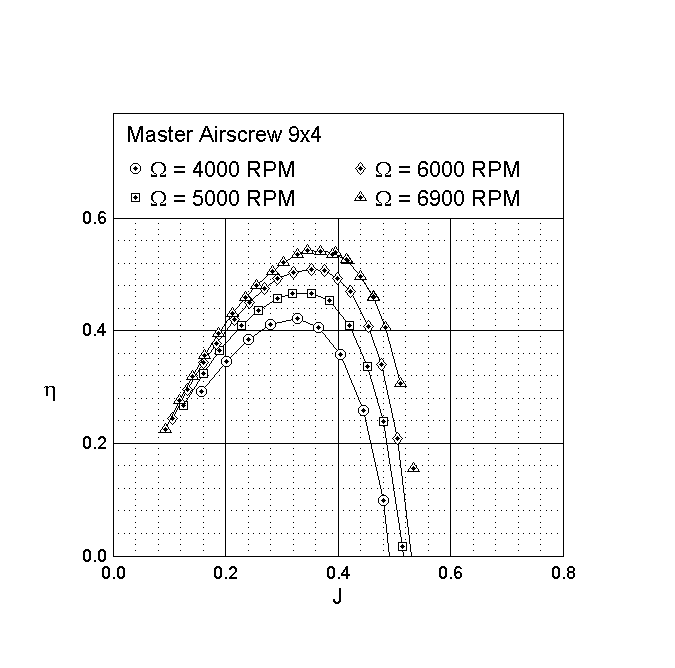 Master Airscrew 9x4
Ω = 4000 RPM
Ω = 6000 RPM
Ω = 5000 RPM
Ω = 6900 RPM
0.6
0.4
η
0.2
0.0
0.0 0.2 0.4 0.6 0.8
J